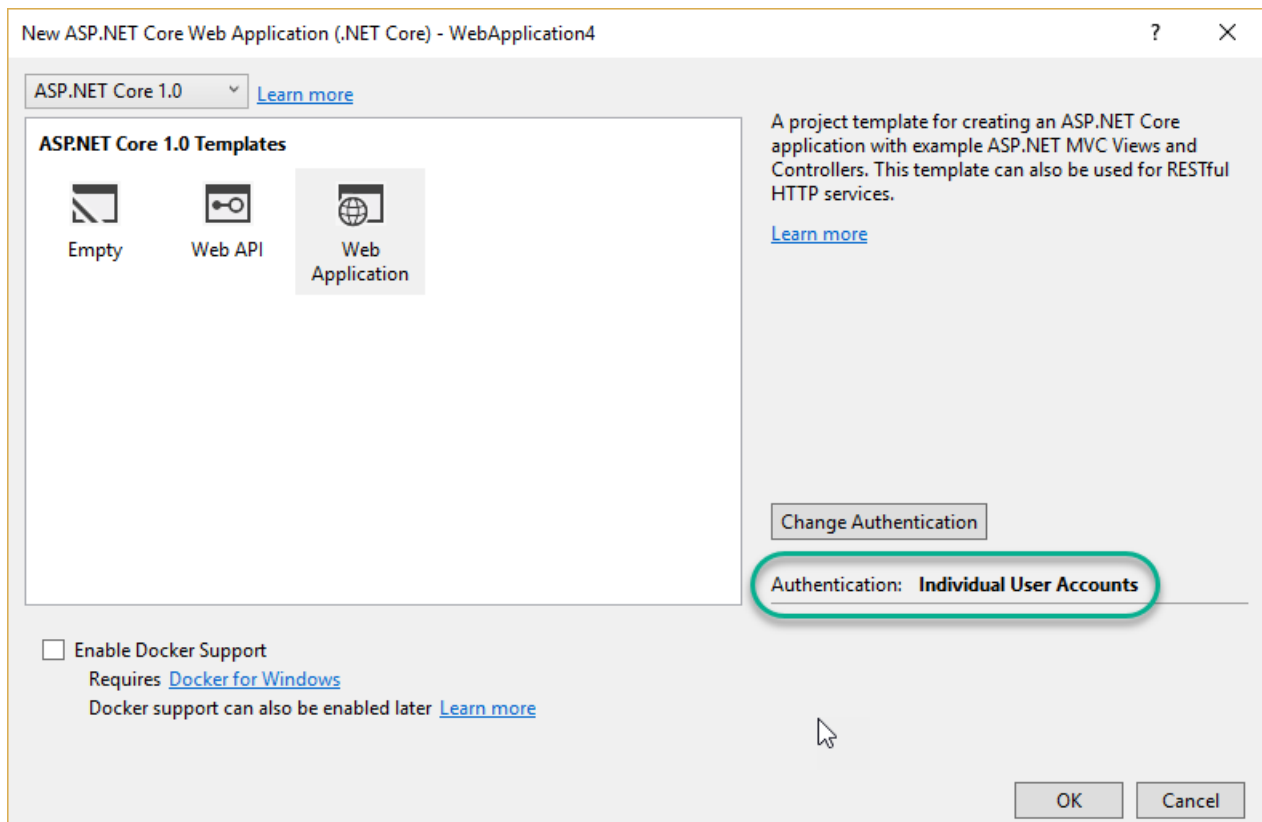 New ASP.NET Core Web Application (.NET Core) - WebApplication4
ASP.NET Core 1.0
Learn more
ASP.NET Core 1.0 Templates
Empty
Web API
Web
Application
A project template for creating an ASP.NET Core
application with example ASP.NET MVC Views and
Controllers. This template can also be used for RESTful
HTTP services.
Learn more
Change Authentication
Authentication: Individual User Accounts
Enable Docker Support
Requires Docker for Windows
Docker support can also be enabled later Learn more
OK
Cancel